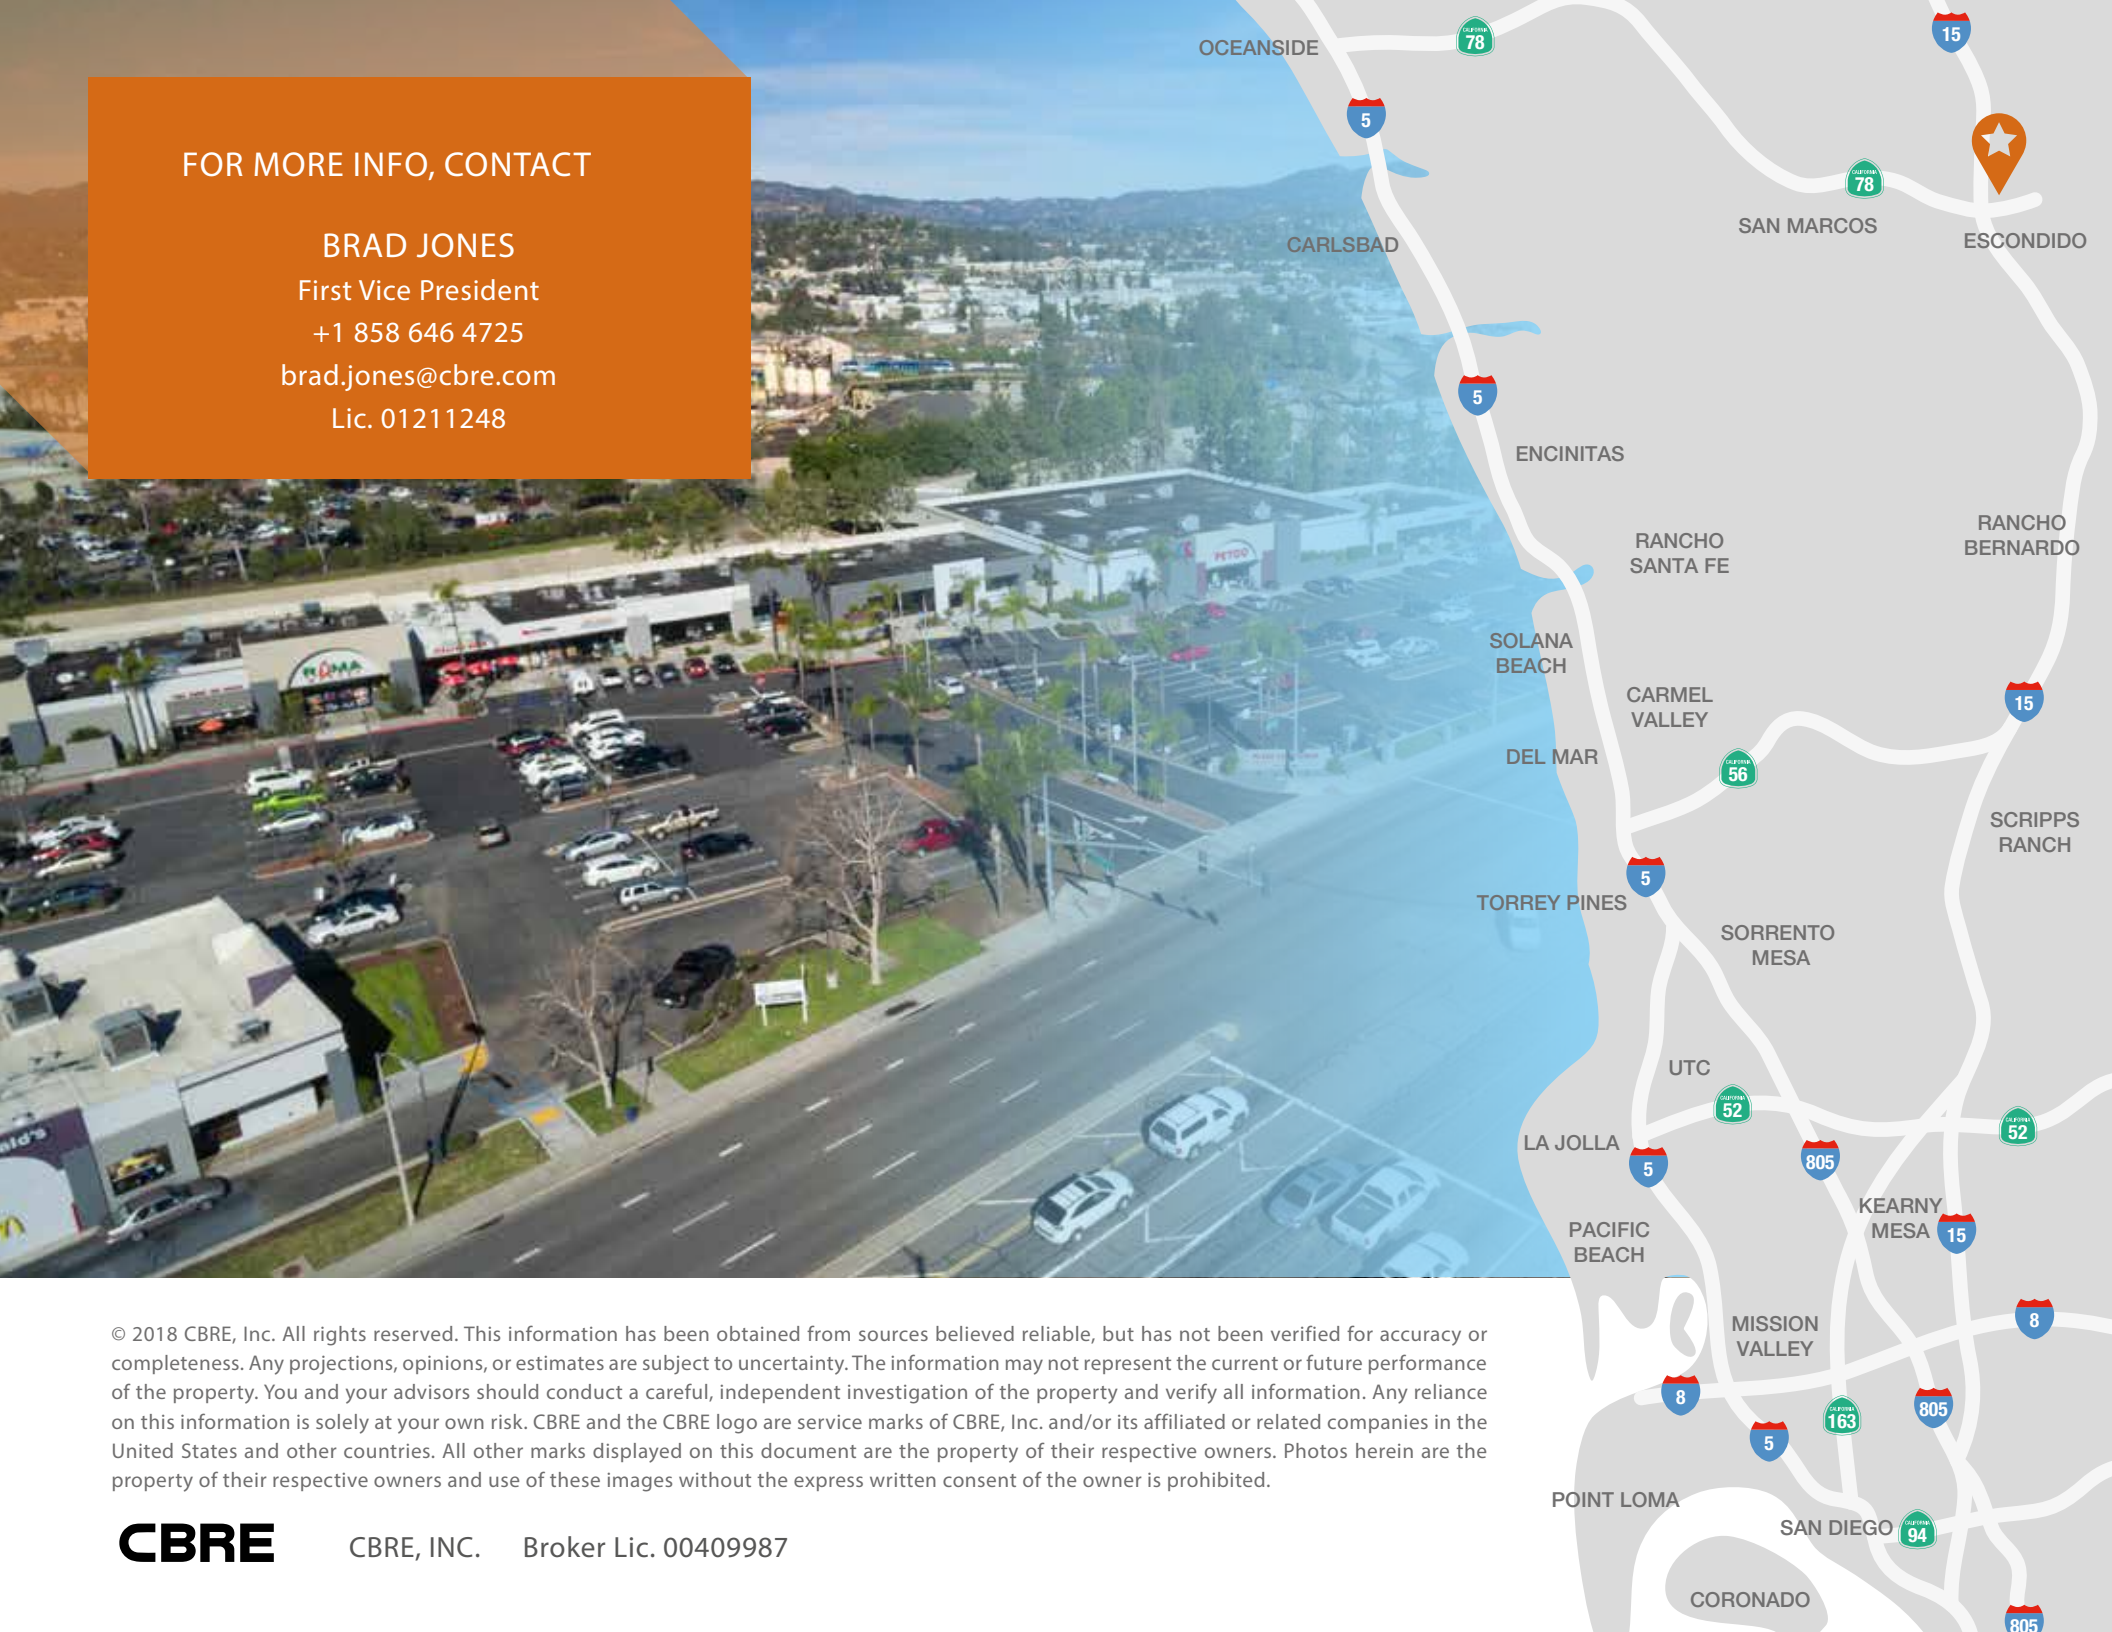 FOR MORE INFO, CONTACT
BRAD JONES
First Vice President
+1 858 646 4725
brad.jones@cbre.com
Lic. 01211248
PETCO
ROMA
ald's
OCEANSIDE
CALIFORNIA
78
15
5
CALIFORNIA
78
SAN MARCOS
ESCONDIDO
CARLSBAD
5
ENCINITAS
RANCHO
SANTA FE
RANCHO
BERNARDO
SOLANA
BEACH
CARMEL
VALLEY
15
DEL MAR
CALIFORNIA
56
SCRIPPS
RANCH
5
TORREY PINES
SORRENTO
MESA
UTC
CALIFORNIA
52
CALIFORNIA
52
LA JOLLA
5
805
KEARNY
MESA
15
PACIFIC
BEACH
MISSION
VALLEY
8
8
CALIFORNIA
163
805
5
POINT LOMA
SAN DIEGO
CALIFORNIA
94
CORONADO
805
© 2018 CBRE, Inc. All rights reserved. This information has been obtained from sources believed reliable, but has not been verified for accuracy or
completeness. Any projections, opinions, or estimates are subject to uncertainty. The information may not represent the current or future performance
of the property. You and your advisors should conduct a careful, independent investigation of the property and verify all information. Any reliance
on this information is solely at your own risk. CBRE and the CBRE logo are service marks of CBRE, Inc. and/or its affiliated or related companies in the
United States and other countries. All other marks displayed on this document are the property of their respective owners. Photos herein are the
property of their respective owners and use of these images without the express written consent of the owner is prohibited.
CBRE
CBRE, INC. Broker Lic. 00409987